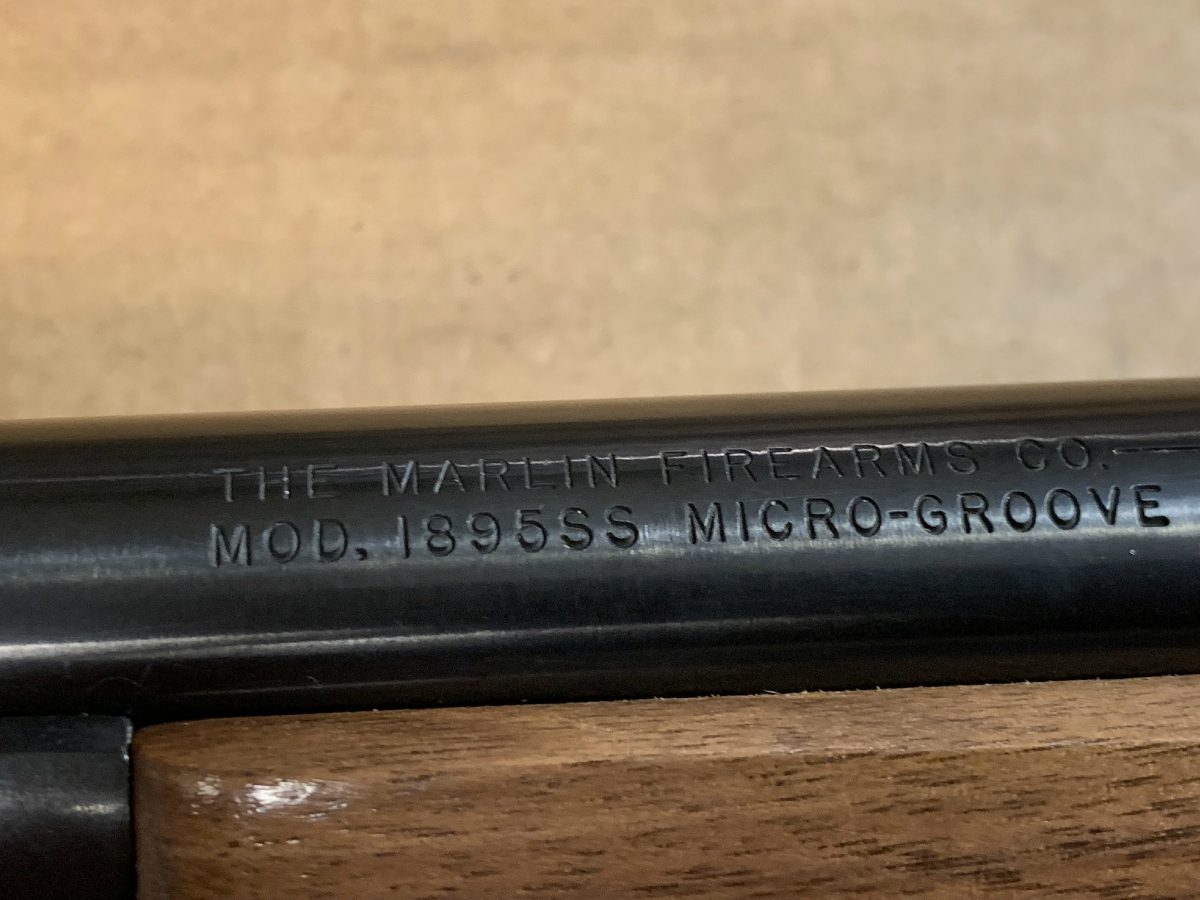 THE MARLIN FIREARMS CO.—
MOD. 1895SS MICRO-GROOVE